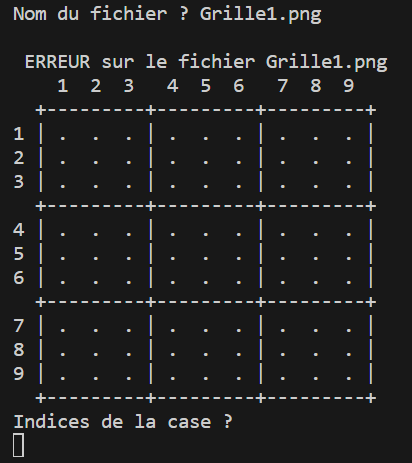 Nom du fichier ? Grille1.png

 ERREUR sur le fichier Grille1.png
    1  2  3   4  5  6   7  8  9
  +---------+---------+---------+
1 | .  .  . | .  .  . | .  .  . |
2 | .  .  . | .  .  . | .  .  . |
3 | .  .  . | .  .  . | .  .  . |
  +---------+---------+---------+
4 | .  .  . | .  .  . | .  .  . |
5 | .  .  . | .  .  . | .  .  . |
6 | .  .  . | .  .  . | .  .  . |
  +---------+---------+---------+
7 | .  .  . | .  .  . | .  .  . |
8 | .  .  . | .  .  . | .  .  . |
9 | .  .  . | .  .  . | .  .  . |
  +---------+---------+---------+
Indices de la case ?